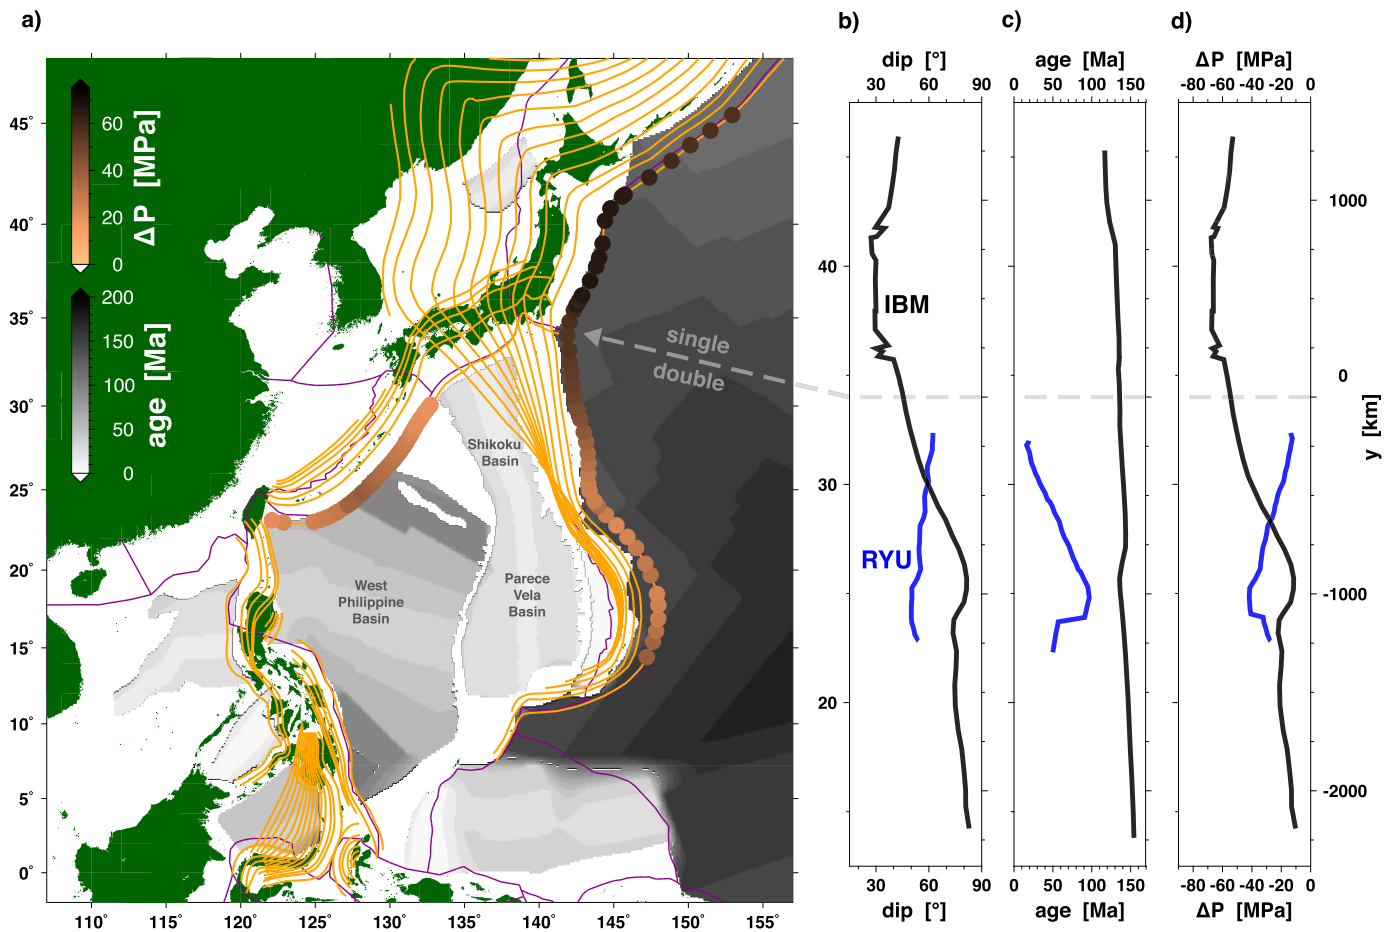 a)
b)
c)
d)
dip [°]
age [Ma]
ΔP [MPa]
30 60 90
0 50 100 150
-80 -60 -40 -20 0
45°
40°
35°
30°
25°
20°
15°
10°
5°
0°
60
40
20
0
ΔP [MPa]
200
150
100
50
0
age [Ma]
single
double
Shikoku
Basin
West
Philippine
Basin
Parece
Vela
Basin
40
30
20
IBM
RYU
1000
0
-1000
-2000
y [km]
110° 115° 120° 125° 130° 135° 140° 145° 150° 155°
30 60 90
0 50 100 150
-80 -60 -40 -20 0
dip [°]
age [Ma]
ΔP [MPa]